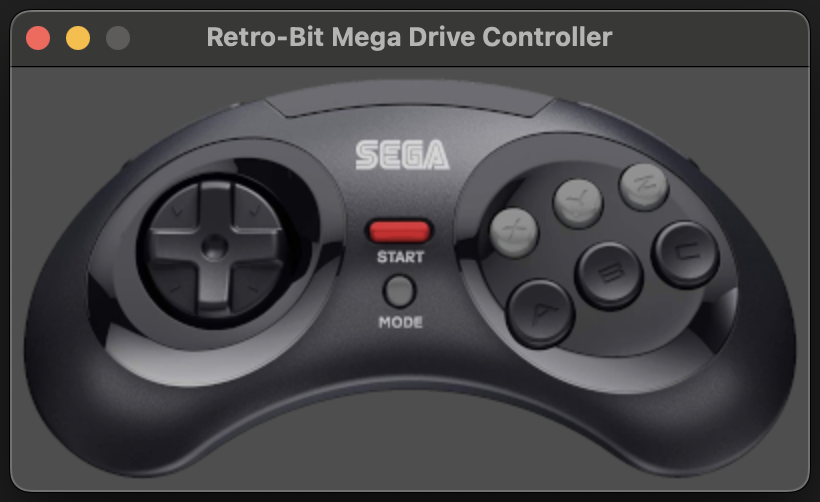 Retro-Bit Mega Drive Controller
SEGA
X Y Z
START
A B C
MODE